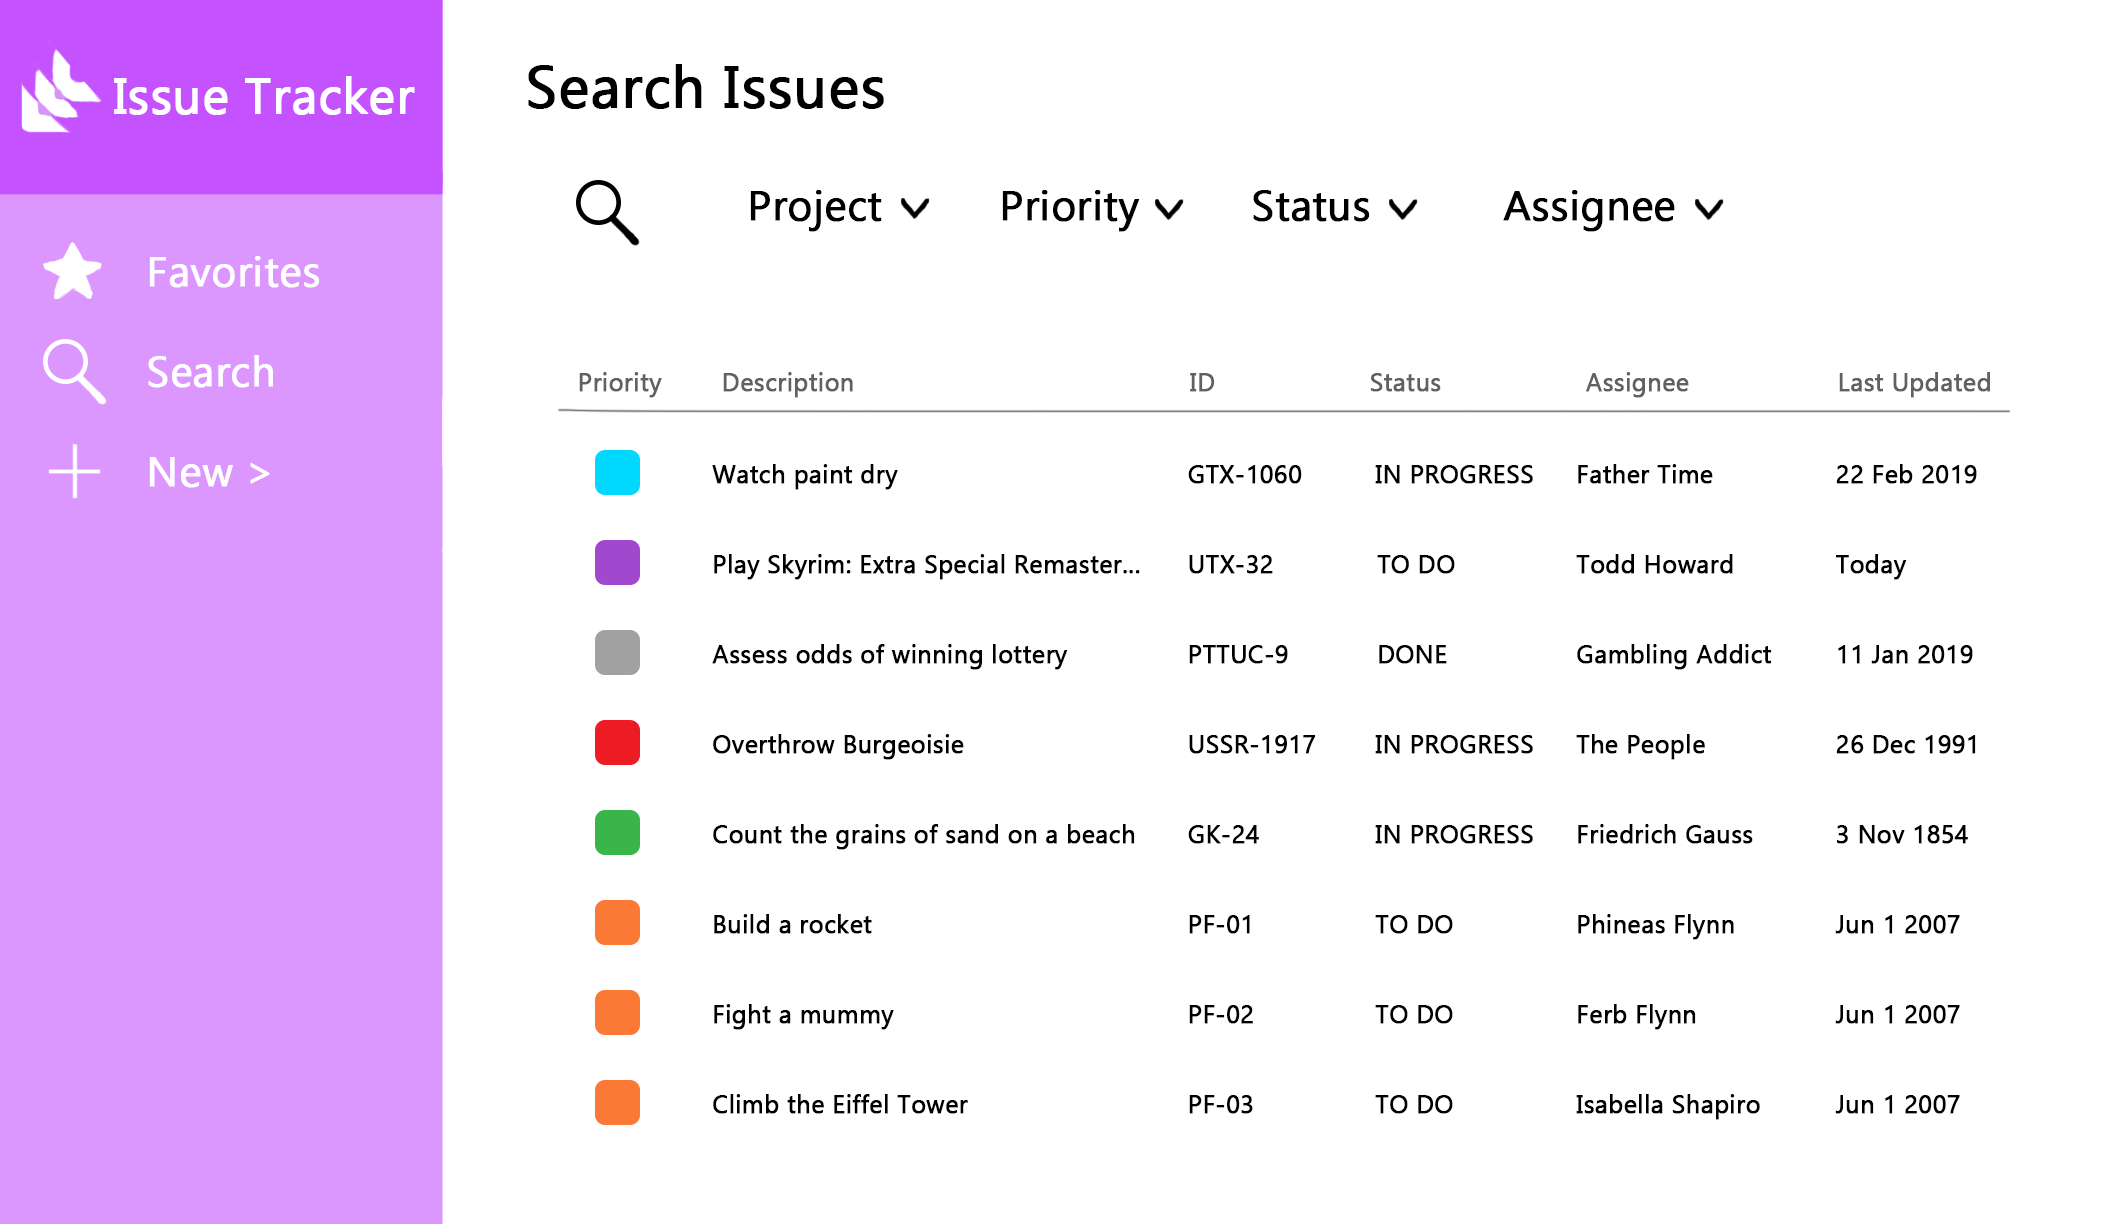 Issue Tracker
Favorites
Search
New >
Search Issues
Project Priority Status Assignee
Priority Description ID Status Assignee Last Updated
Watch paint dry GTX-1060 IN PROGRESS Father Time 22 Feb 2019
Play Skyrim: Extra Special Remaster... UTX-32 TO DO Todd Howard Today
Assess odds of winning lottery PTTUC-9 DONE Gambling Addict 11 Jan 2019
Overthrow Burgeoisie USSR-1917 IN PROGRESS The People 26 Dec 1991
Count the grains of sand on a beach GK-24 IN PROGRESS Friedrich Gauss 3 Nov 1854
Build a rocket PF-01 TO DO Phineas Flynn Jun 1 2007
Fight a mummy PF-02 TO DO Ferb Flynn Jun 1 2007
Climb the Eiffel Tower PF-03 TO DO Isabella Shapiro Jun 1 2007